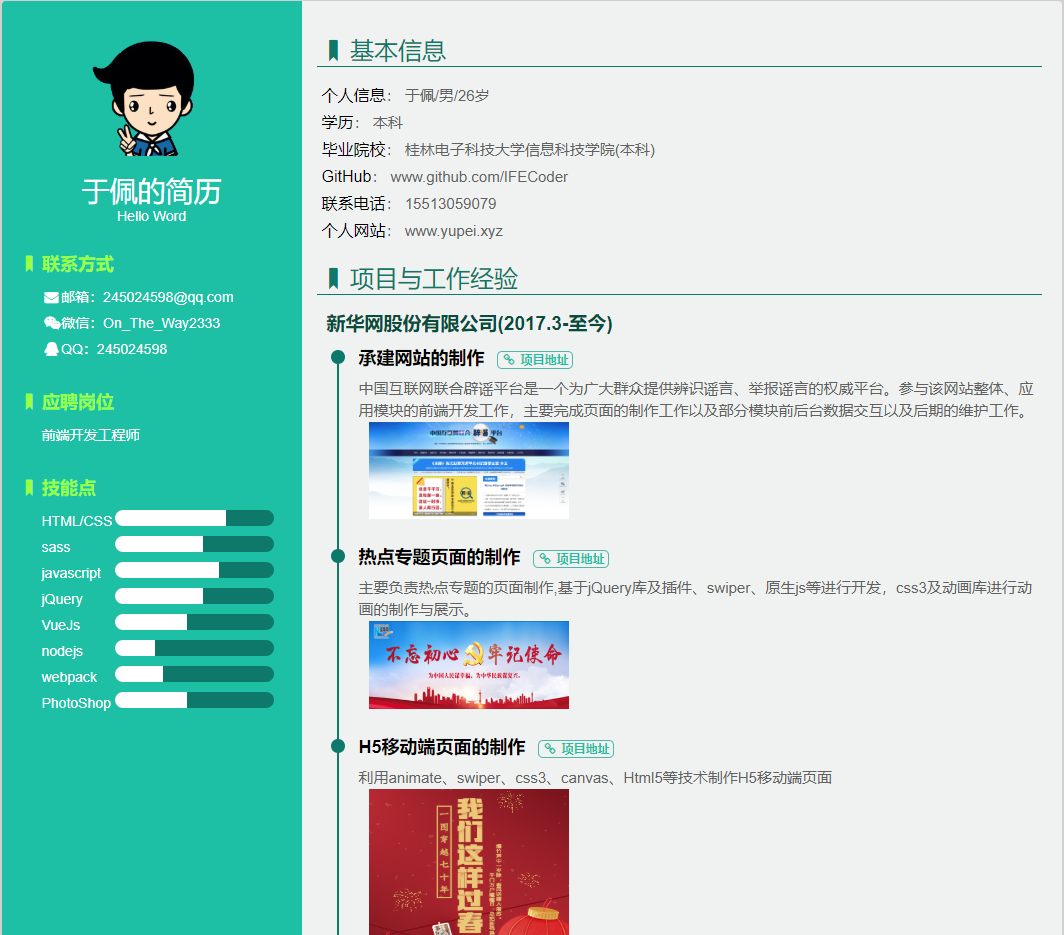 于佩的简历
Hello Word
联系方式
邮箱：245024598@qq.com
微信：On_The_Way2333
QQ：245024598
应聘岗位
前端开发工程师
技能点
HTML/CSS
sass
javascript
jQuery
VueJs
nodejs
webpack
PhotoShop
基本信息
个人信息： 于佩/男/26岁
学历： 本科
毕业院校： 桂林电子科技大学信息科技学院(本科)
GitHub： www.github.com/IFECoder
联系电话： 15513059079
个人网站： www.yupei.xyz
项目与工作经验
新华网股份有限公司(2017.3-至今)
承建网站的制作 项目地址
中国互联网联合辟谣平台是一个为广大群众提供辨识谣言、举报谣言的权威平台。参与该网站整体、应
用模块的前端开发工作，主要完成页面的制作工作以及部分模块前后台数据交互以及后期的维护工作。
中国互联网联合 辟谣 平台
热点专题页面的制作 项目地址
主要负责热点专题的页面制作,基于jQuery库及插件、swiper、原生js等进行开发，css3及动画库进行动
画的制作与展示。
不忘初心 牢记使命
为中国人民谋幸福，为中华民族谋复兴。
H5移动端页面的制作 项目地址
利用animate、swiper、css3、canvas、Html5等技术制作H5移动端页面
我们这样过春
一图穿越七十年